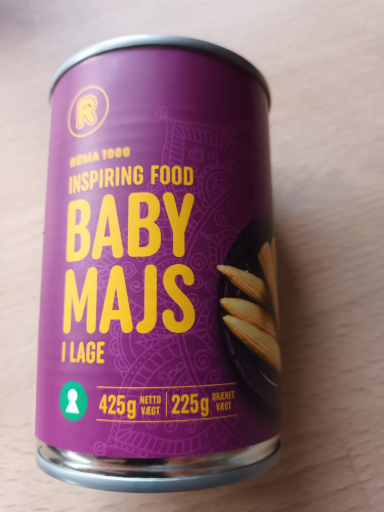 R
REMA 1000
INSPIRING FOOD
BABY
MAJS
I LAGE
425g NETTO VÆGT 225g DRÆNET VÆGT